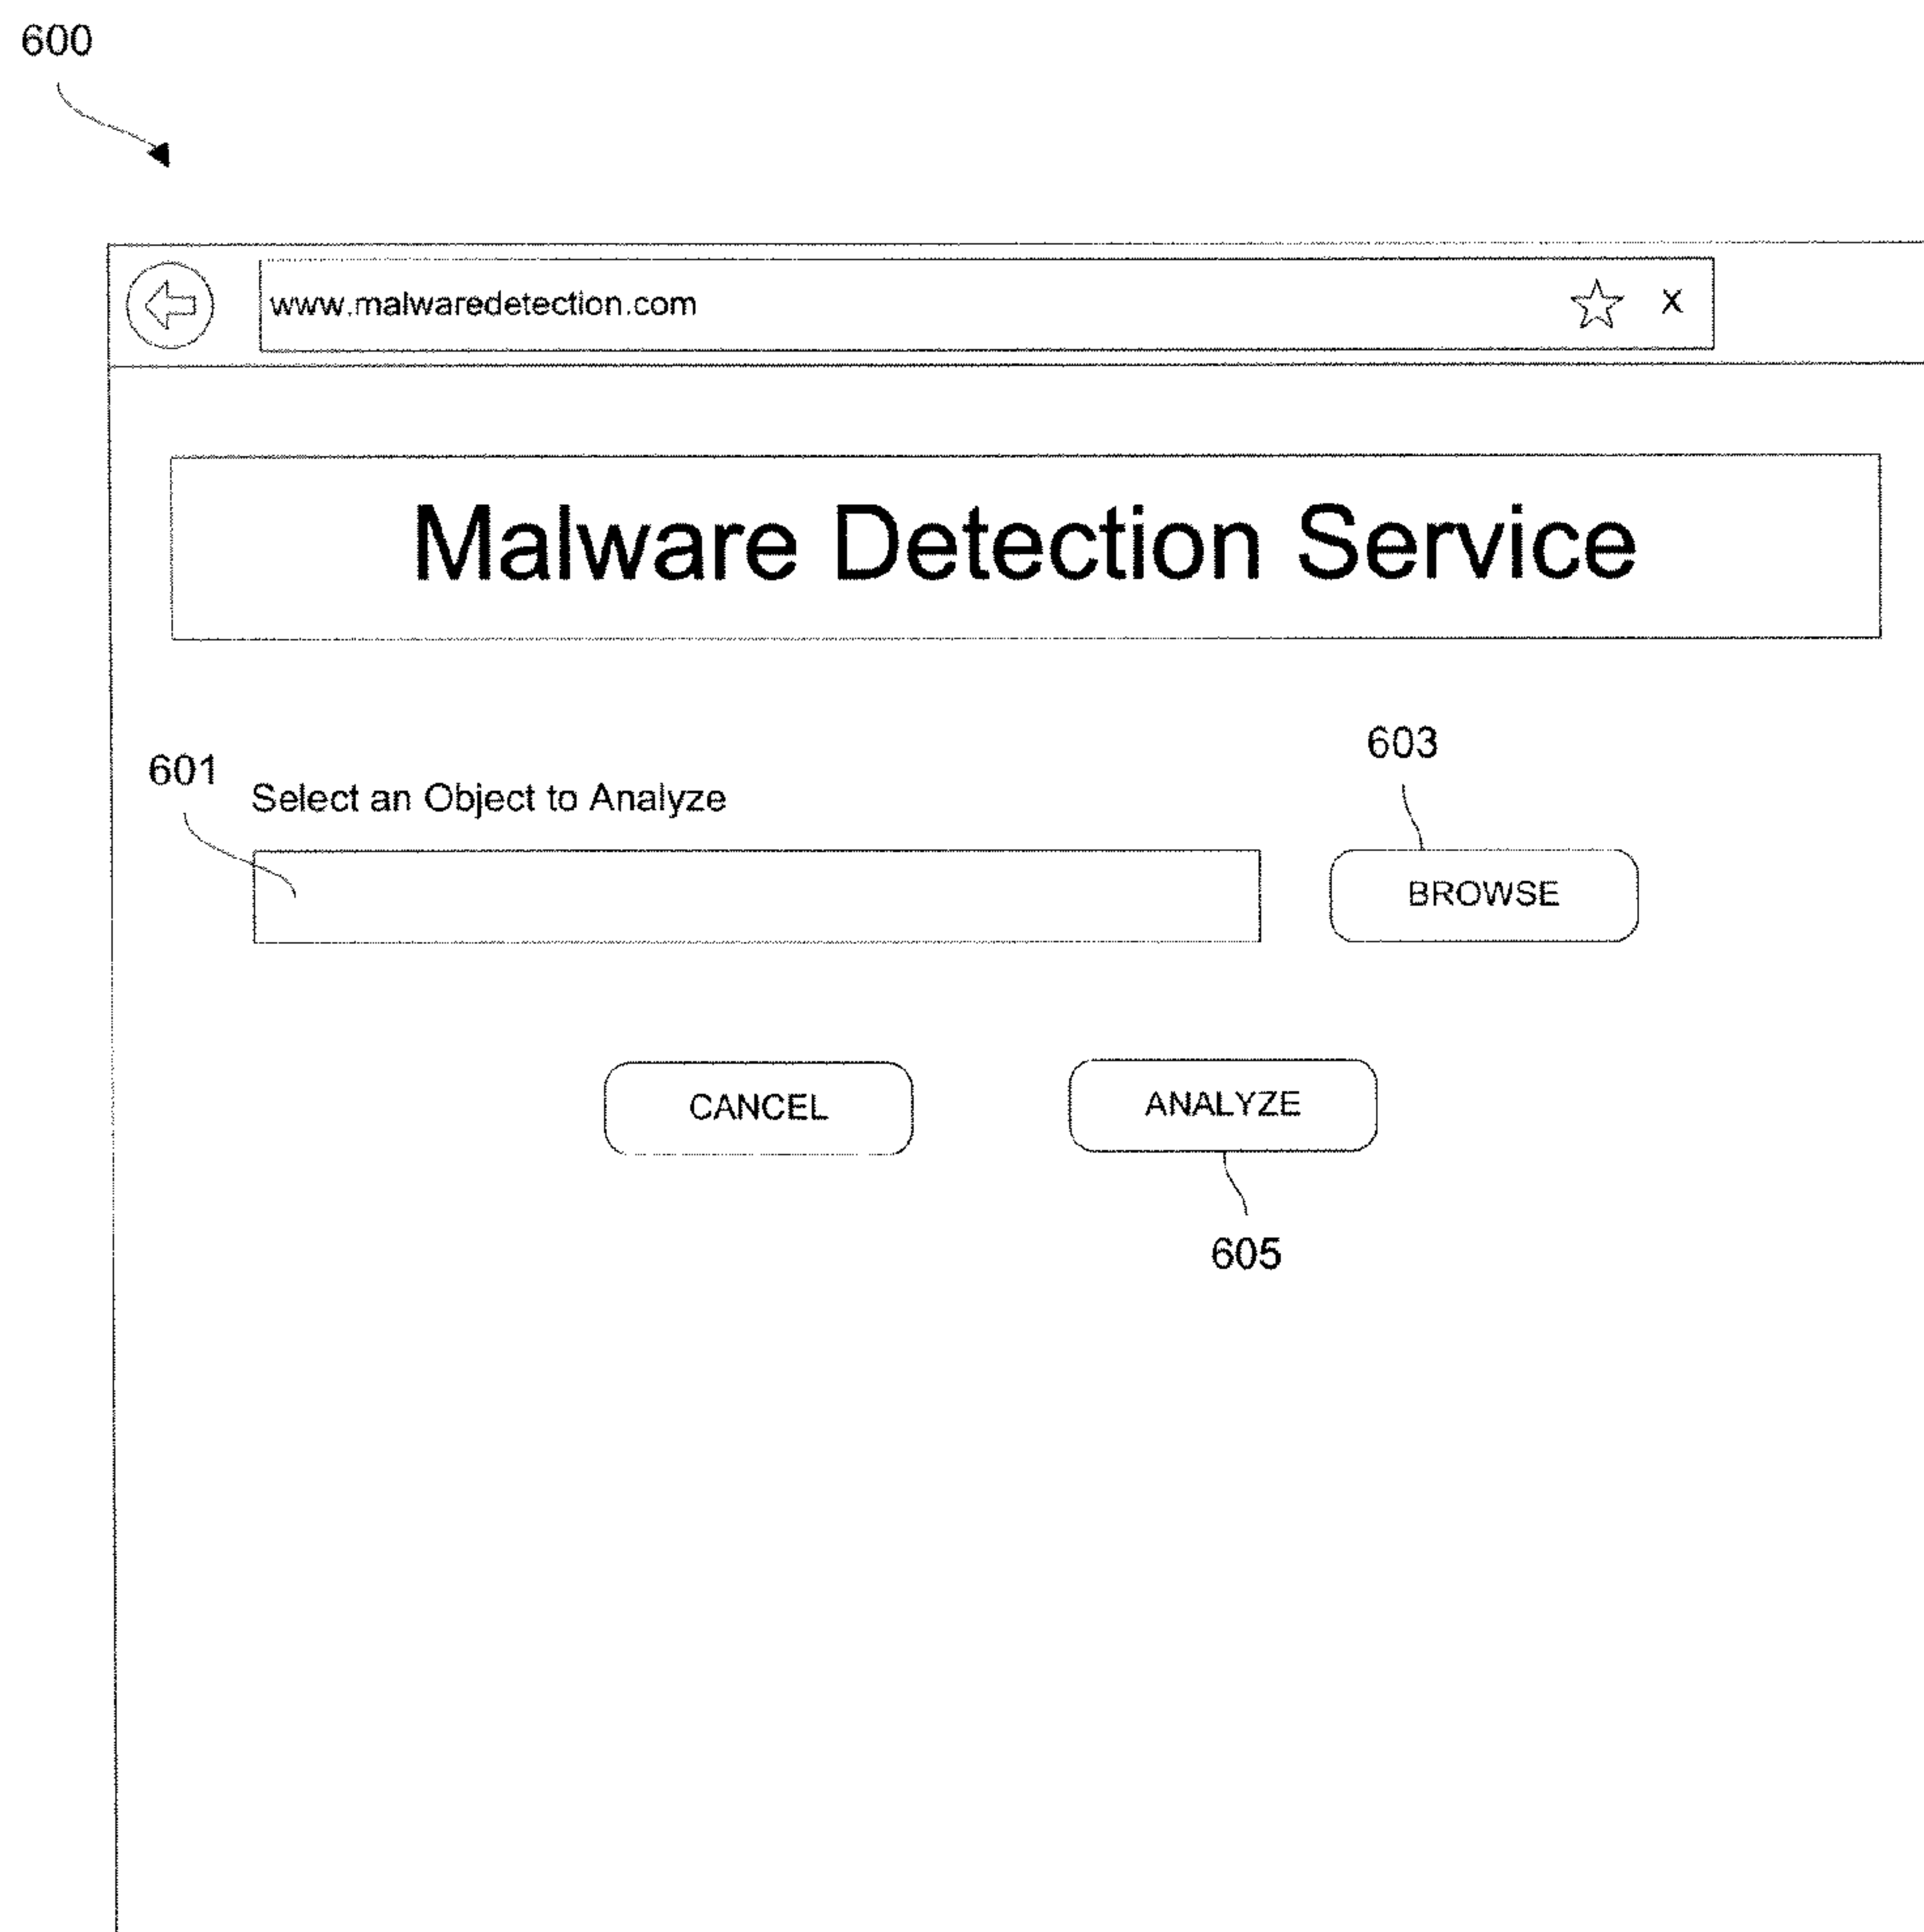 600
www.malwaredetection.com X
Malware Detection Service
601
Select an Object to Analyze
603
BROWSE
CANCEL
ANALYZE
605